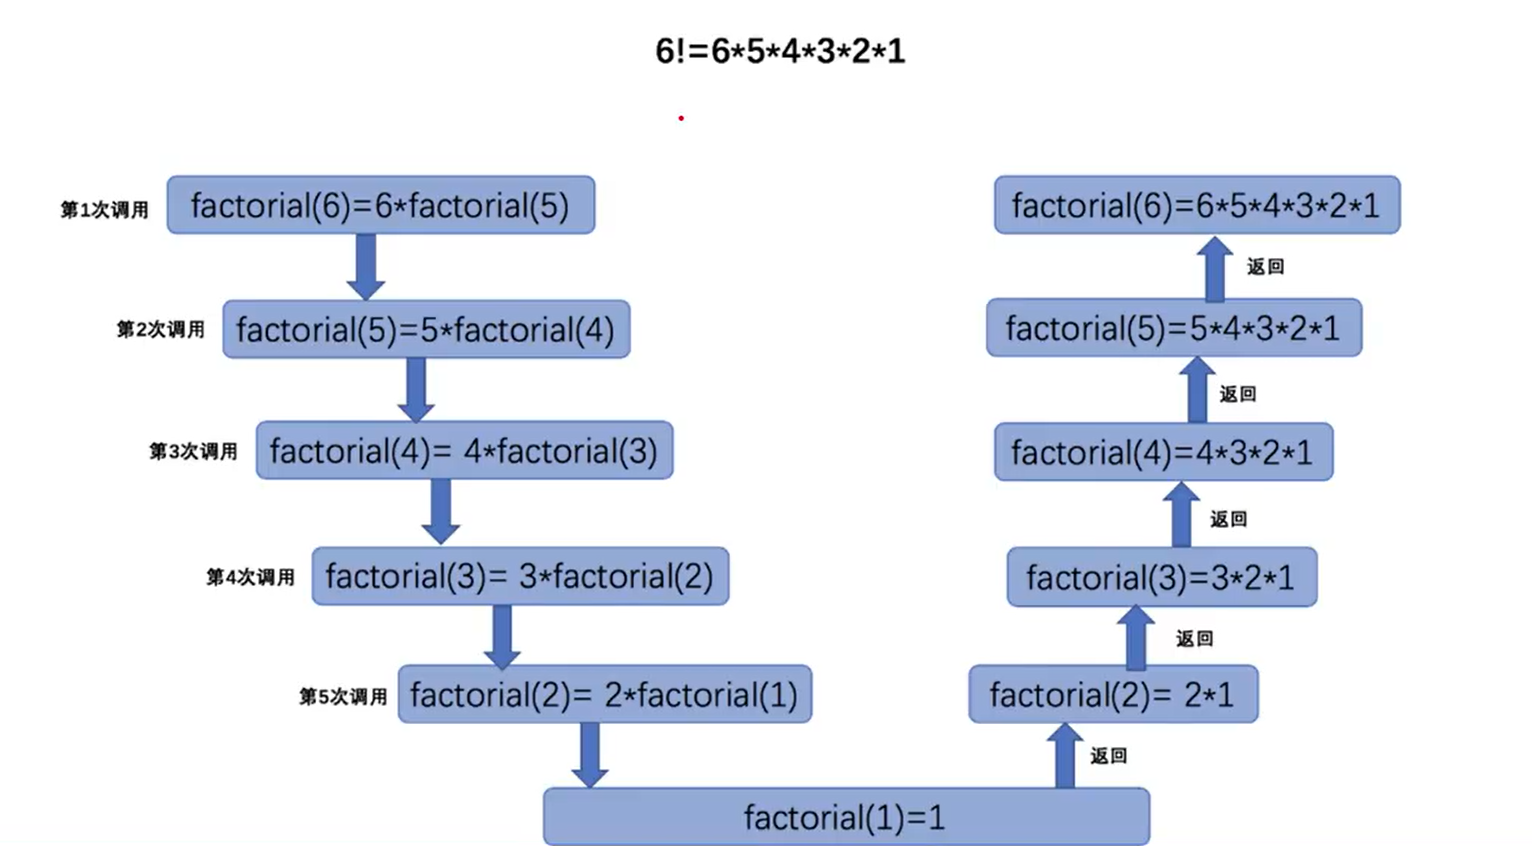 6!=6*5*4*3*2*1
第1次调用
factorial(6)=6*factorial(5)
第2次调用
factorial(5)=5*factorial(4)
第3次调用
factorial(4)= 4*factorial(3)
第4次调用
factorial(3)= 3*factorial(2)
第5次调用
factorial(2)= 2*factorial(1)
factorial(1)=1
返回
factorial(2)= 2*1
返回
factorial(3)=3*2*1
返回
factorial(4)=4*3*2*1
返回
factorial(5)=5*4*3*2*1
返回
factorial(6)=6*5*4*3*2*1